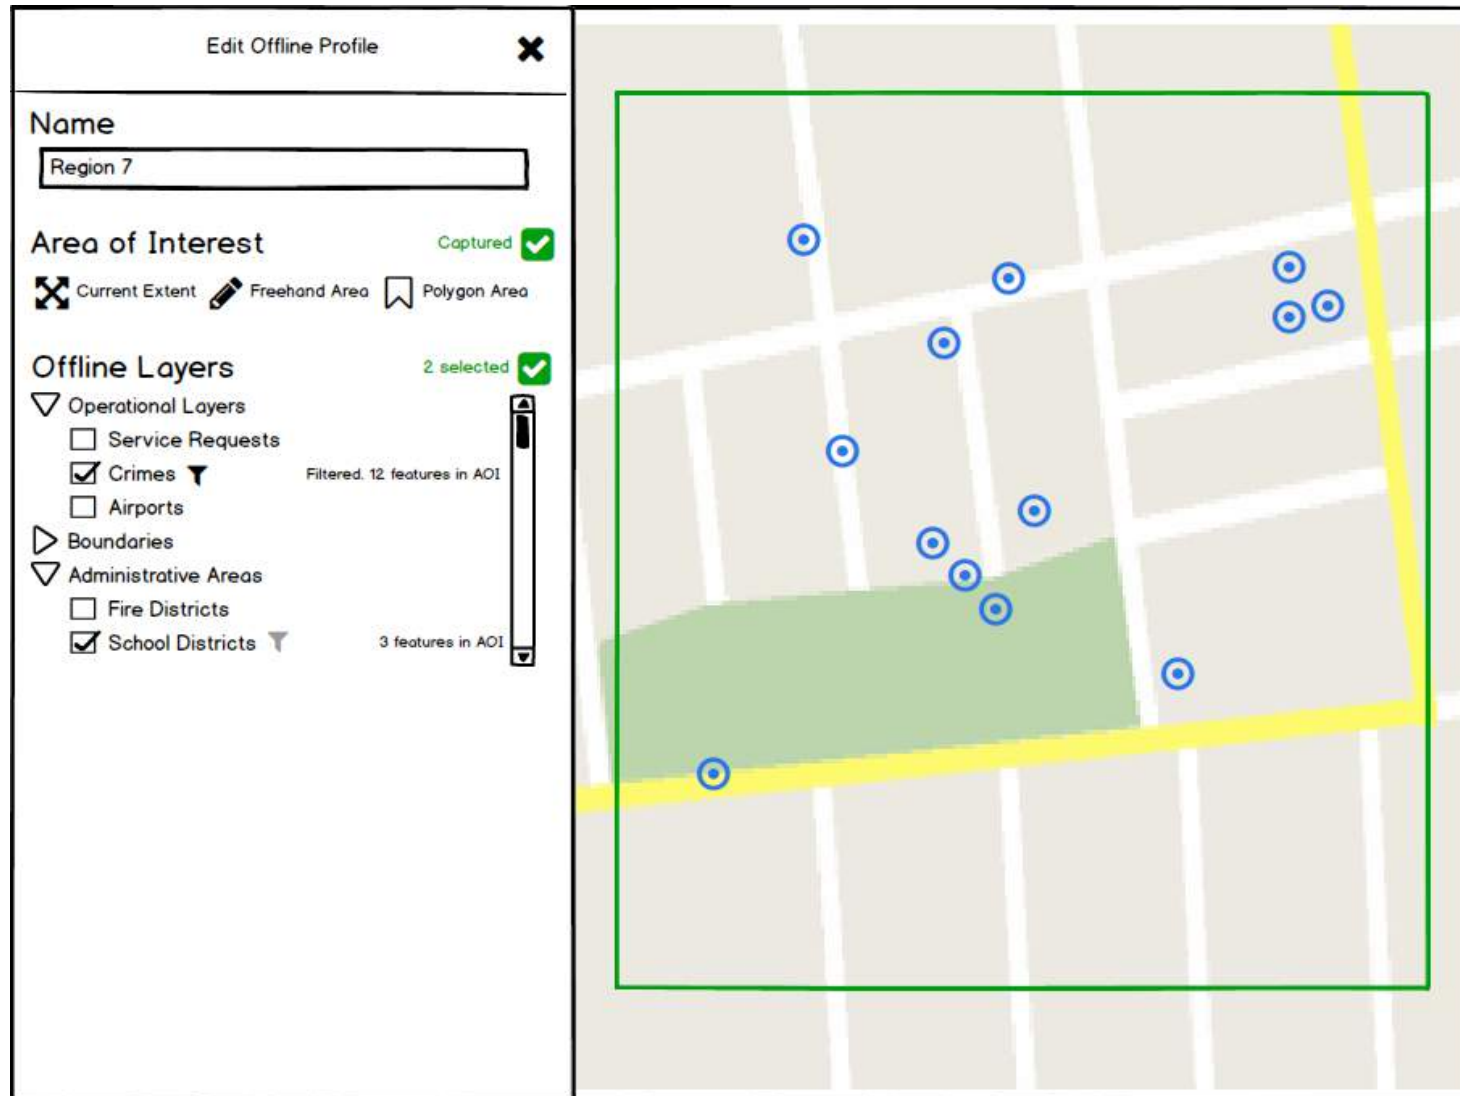 Edit Offline Profile
Name
Region 7
Area of Interest Captured
Current Extent Freehand Area Polygon Area
Offline Layers 2 selected
Operational Layers
Service Requests
Crimes Filtered. 12 features in AOI
Airports
Boundaries
Administrative Areas
Fire Districts
School Districts 3 features in AOI